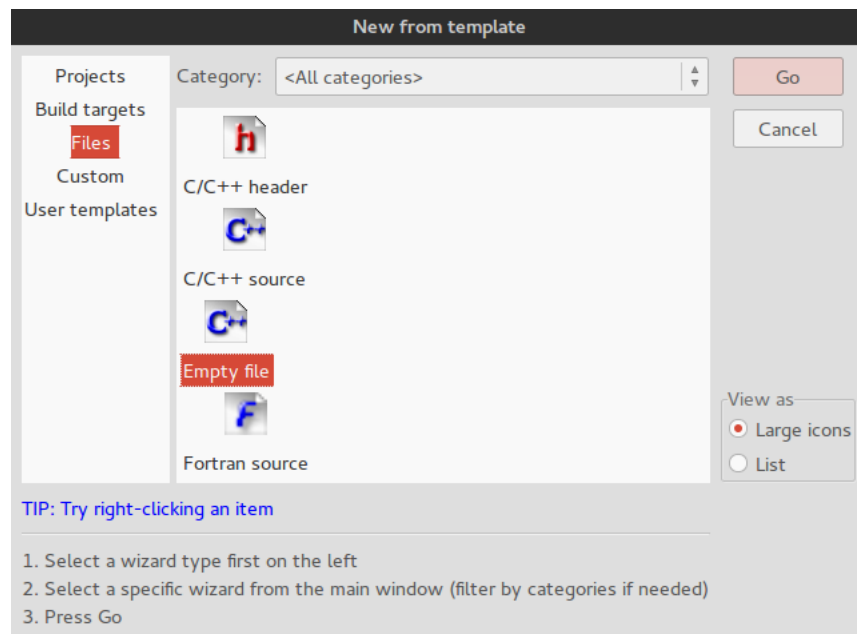 New from template
Projects
Build targets
Files
Custom
User templates
Category: <All categories>
h
C/C++ header
C++
C/C++ source
C++
Empty file
F
Fortran source
Go
Cancel
View as
Large icons
List
TIP: Try right-clicking an item
1. Select a wizard type first on the left
2. Select a specific wizard from the main window (filter by categories if needed)
3. Press Go